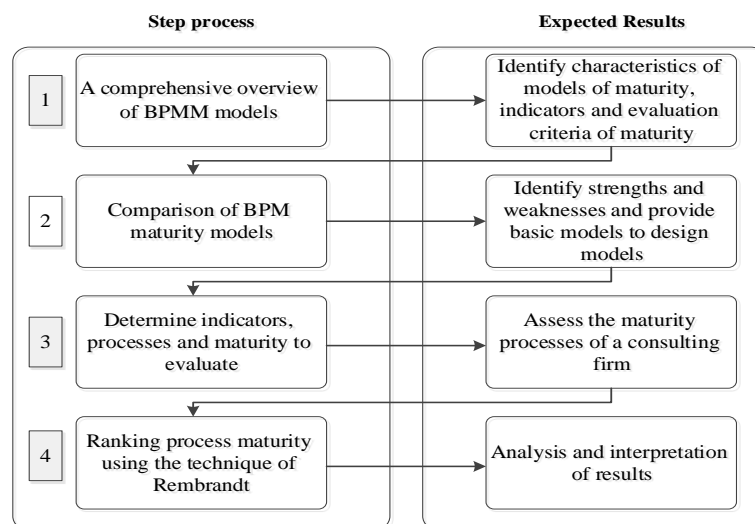 Step process
Expected Results
1
A comprehensive overview
of BPMM models
Identify characteristics of
models of maturity,
indicators and evaluation
criteria of maturity
2
Comparison of BPM
maturity models
Identify strengths and
weaknesses and provide
basic models to design
models
3
Determine indicators,
processes and maturity to
evaluate
Assess the maturity
processes of a consulting
firm
4
Ranking process maturity
using the technique of
Rembrandt
Analysis and interpretation
of results